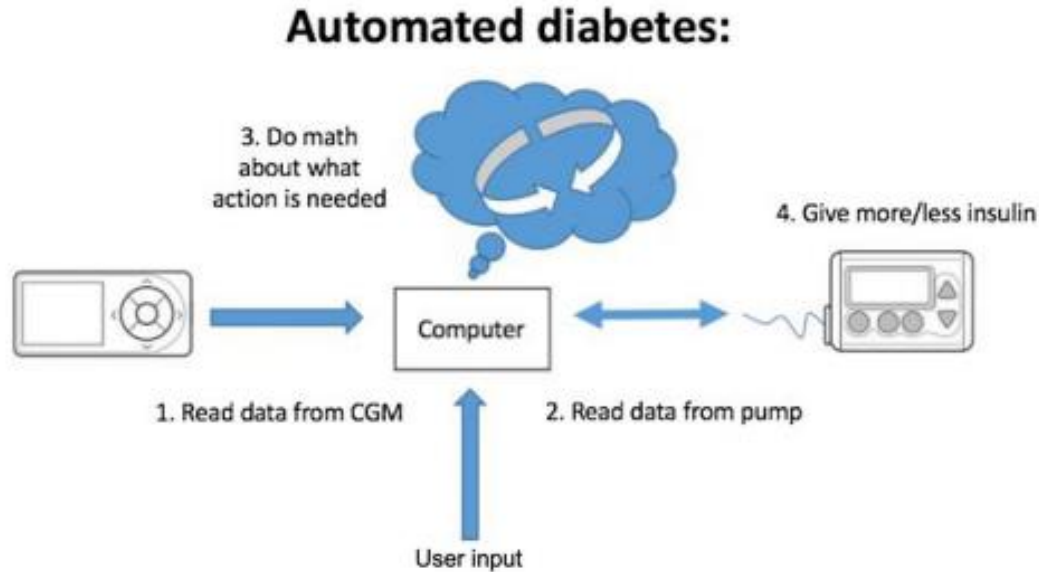 Automated diabetes:
3. Do math
about what
action is needed
4. Give more/less insulin
Computer
1. Read data from CGM
2. Read data from pump
User input